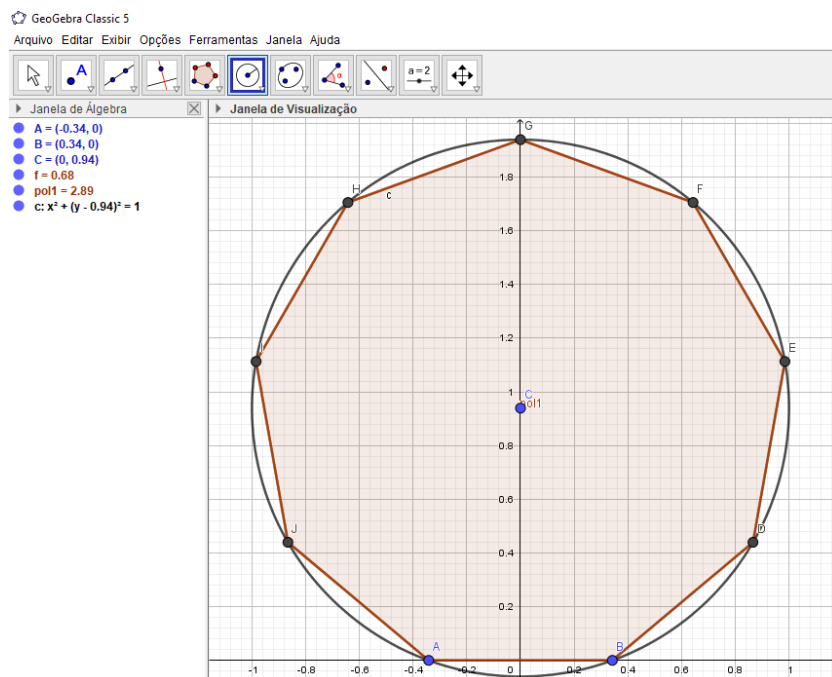 GeoGebra Classic 5
Arquivo Editar Exibir Opções Ferramentas Janela Ajuda
A
α
a=2
Janela de Álgebra
Janela de Visualização
A = (-0.34, 0)
B = (0.34, 0)
C = (0, 0.94)
f = 0.68
pol1 = 2.89
c: x² + (y - 0.94)² = 1
G
1.8
H
c
F
1.6
1.4
1.2
I
E
1
C
pol1
0.8
0.6
J
D
0.4
0.2
A
B
-1 -0.8 -0.6 -0.4 -0.2 0 0.2 0.4 0.6 0.8 1